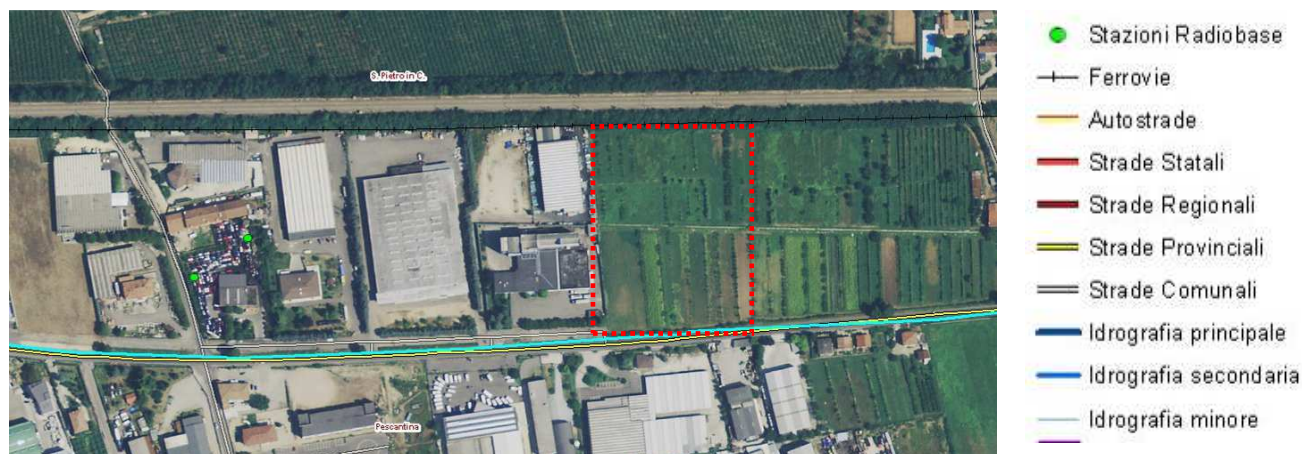 S. Pietro in C.
Pescantina
Stazioni Radiobase
Ferrovie
Autostrade
Strade Statali
Strade Regionali
Strade Provinciali
Strade Comunali
Idrografia principale
Idrografia secondaria
Idrografia minore